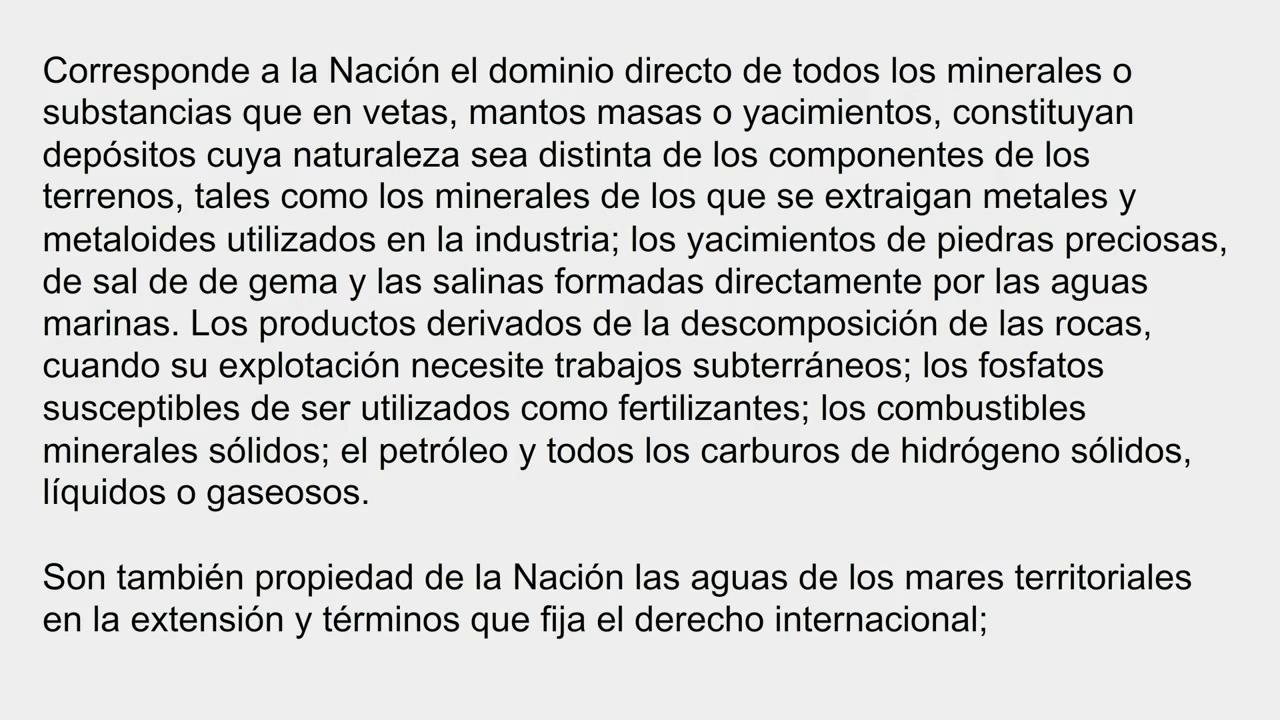 Corresponde a la Nación el dominio directo de todos los minerales o
substancias que en vetas, mantos masas o yacimientos, constituyan
depósitos cuya naturaleza sea distinta de los componentes de los
terrenos, tales como los minerales de los que se extraigan metales y
metaloides utilizados en la industria; los yacimientos de piedras preciosas,
de sal de de gema y las salinas formadas directamente por las aguas
marinas. Los productos derivados de la descomposición de las rocas,
cuando su explotación necesite trabajos subterráneos; los fosfatos
susceptibles de ser utilizados como fertilizantes; los combustibles
minerales sólidos; el petróleo y todos los carburos de hidrógeno sólidos,
líquidos o gaseosos.
Son también propiedad de la Nación las aguas de los mares territoriales
en la extensión y términos que fija el derecho internacional;